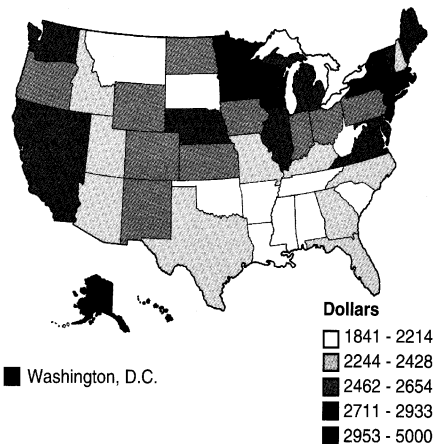 Dollars
1841 - 2214
2244 - 2428
2462 - 2654
2711 - 2933
2953 - 5000
Washington, D.C.